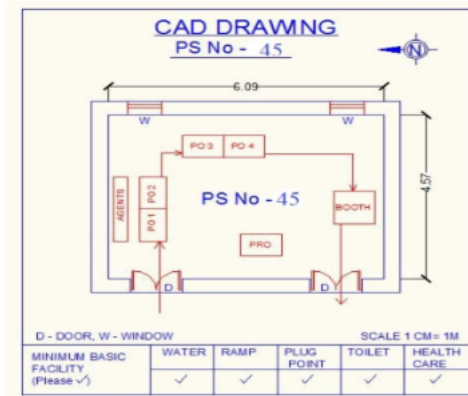 CAD DRAWING
PS No - 45
N
6.09
W W
PO 3 PO 4
4.57
AGENTS
PO 1 PO 2
PS No - 45
BOOTH
PRO
D D
D - DOOR, W - WINDOW SCALE 1 CM = 1M
MINIMUM BASIC FACILITY (Please ✓) WATER RAMP PLUG POINT TOILET HEALTH CARE
✓ ✓ ✓ ✓ ✓